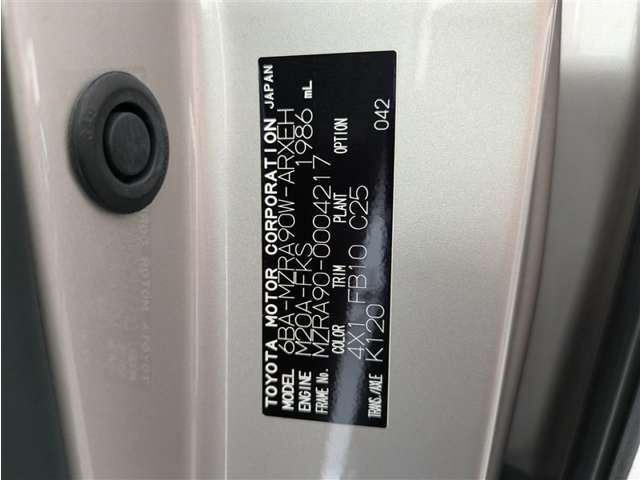 TOYOTA MOTOR CORPORATION JAPAN
MODEL 6BA-MZRA90W-ARXEH
ENGINE M20A-FKS 1986 mL
FRAME No. MZRA90-0004217
COLOR TRIM PLANT OPTION
4X1 FB10 C25
TRANS./AXLE K120 042